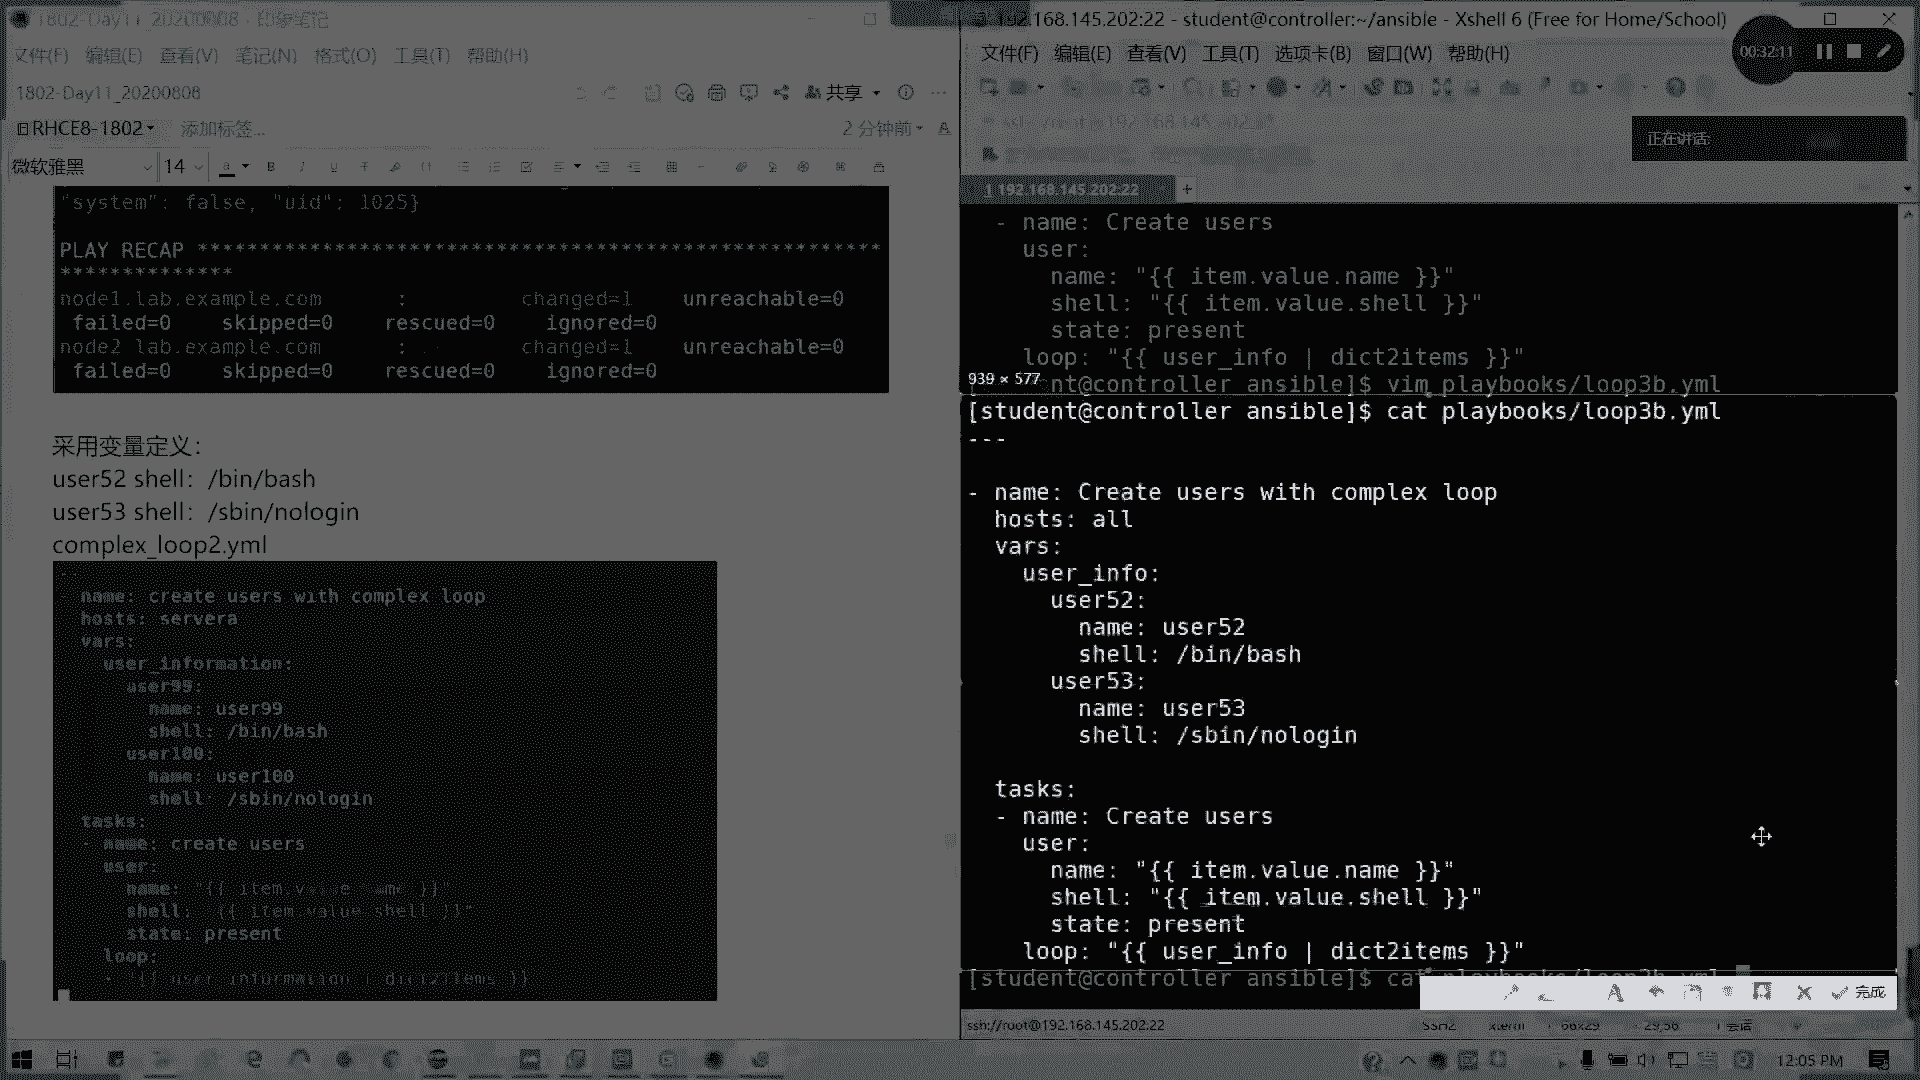 1802-Day11_20200808 - 印象笔记
文件(F) 编辑(E) 查看(V) 笔记(N) 格式(O) 工具(T) 帮助(H)
1802-Day11_20200808
共享
RHCE8-1802
添加标签...
2 分钟前
微软雅黑
14
"system": false, "uid": 1025}
PLAY RECAP *******************************************************
**************
node1.lab.example.com : changed=1 unreachable=0
failed=0 skipped=0 rescued=0 ignored=0
node2 lab.example.com : changed=1 unreachable=0
failed=0 skipped=0 rescued=0 ignored=0
采用变量定义：
user52 shell：/bin/bash
user53 shell：/sbin/nologin
complex_loop2.yml
name: create users with complex loop
hosts: servera
vars:
user_information:
user99:
name: user99
shell: /bin/bash
user100:
name: user100
shell: /sbin/nologin
tasks:
- name: create users
user:
name: "{{ item.value.name }}"
shell: "{{ item.value.shell }}"
state: present
loop:
- "{{ user_information | dict2items }}
192.168.145.202:22 - student@controller:~/ansible - Xshell 6 (Free for Home/School)
文件(F) 编辑(E) 查看(V) 工具(T) 选项卡(B) 窗口(W) 帮助(H)
00:32:11
正在讲话:
1 192.168.145.202:22
- name: Create users
user:
name: "{{ item.value.name }}"
shell: "{{ item.value.shell }}"
state: present
loop: "{{ user_info | dict2items }}"
939 × 577
nt@controller ansible]$ vim playbooks/loop3b.yml
[student@controller ansible]$ cat playbooks/loop3b.yml
---
- name: Create users with complex loop
hosts: all
vars:
user_info:
user52:
name: user52
shell: /bin/bash
user53:
name: user53
shell: /sbin/nologin
tasks:
- name: Create users
user:
name: "{{ item.value.name }}"
shell: "{{ item.value.shell }}"
state: present
loop: "{{ user_info | dict2items }}"
[student@controller ansible]$ cat playbooks/loop3b.yml
完成
ssh://root@192.168.145.202:22
SSH2 xterm 66x29 29,56 1 会话
12:05 PM